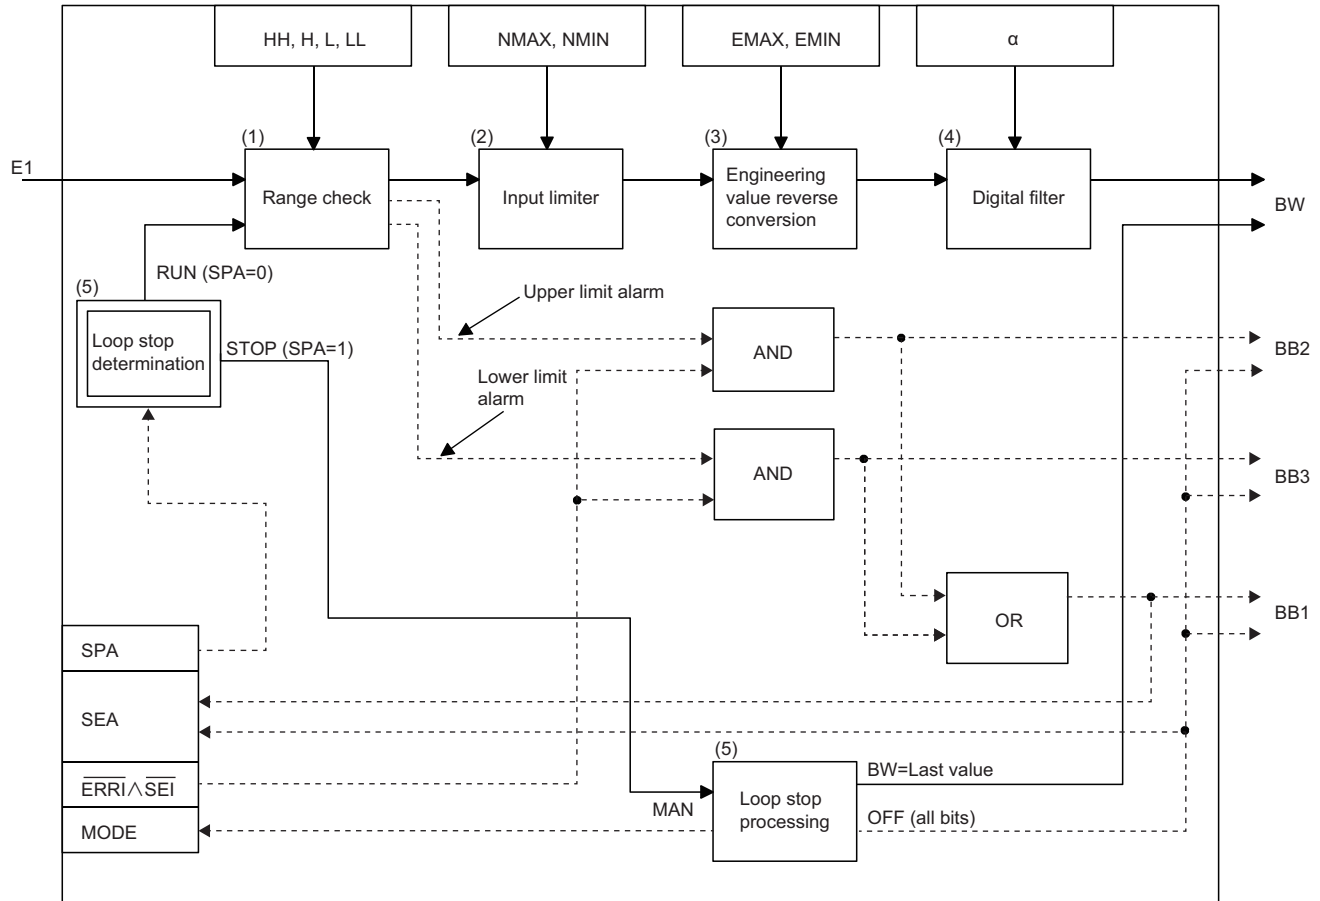 HH, H, L, LL
NMAX, NMIN
EMAX, EMIN
α
(1)
(2)
(3)
(4)
E1
Range check
Input limiter
Engineering
value reverse
conversion
Digital filter
BW
RUN (SPA=0)
(5)
Loop stop
determination
STOP (SPA=1)
Upper limit alarm
AND
BB2
Lower limit
alarm
AND
BB3
OR
BB1
SPA
SEA
E̅R̅R̅I̅∧S̅E̅I̅
MODE
MAN
(5)
Loop stop
processing
BW=Last value
OFF (all bits)